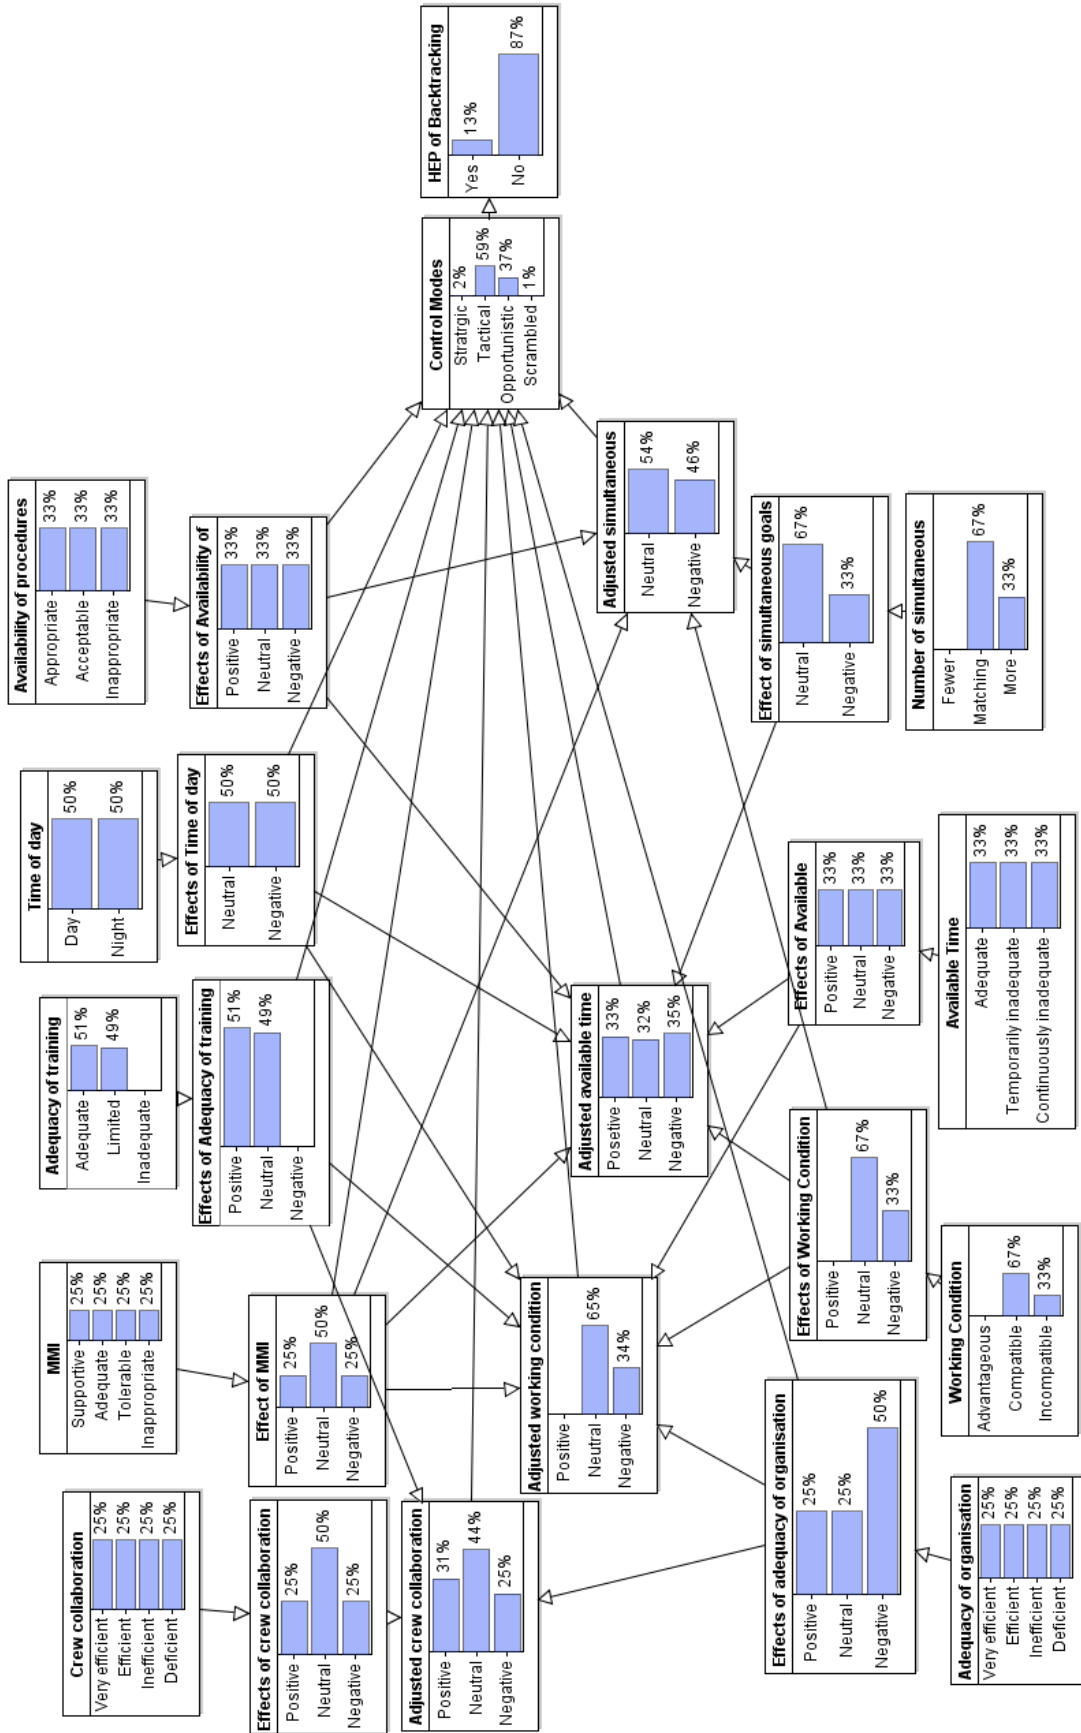 Crew collaboration
Very efficient 25%
Efficient 25%
Inefficient 25%
Deficient 25%
MMI
Supportive 25%
Adequate 25%
Tolerable 25%
Inappropriate 25%
Adequacy of training
Adequate 51%
Limited 49%
Inadequate
Time of day
Day 50%
Night 50%
Availability of procedures
Appropriate 33%
Acceptable 33%
Inappropriate 33%
Effects of crew collaboration
Positive 25%
Neutral 50%
Negative 25%
Effect of MMI
Positive 25%
Neutral 50%
Negative 25%
Effects of Adequacy of training
Positive 51%
Neutral 49%
Negative
Effects of Time of day
Neutral 50%
Negative 50%
Effects of Availability of
Positive 33%
Neutral 33%
Negative 33%
Adjusted crew collaboration
Positive 31%
Neutral 44%
Negative 25%
Adjusted working condition
Positive
Neutral 65%
Negative 34%
Adjusted available time
Posetive 33%
Neutral 32%
Negative 35%
Adjusted simultaneous
Neutral 54%
Negative 46%
Control Modes
Stratrgic 2%
Tactical 59%
Opportunistic 37%
Scrambled 1%
HEP of Backtracking
Yes 13%
No 87%
Effects of adequacy of organisation
Positive 25%
Neutral 25%
Negative 50%
Effects of Working Condition
Positive
Neutral 67%
Negative 33%
Effects of Available
Positive 33%
Neutral 33%
Negative 33%
Effect of simultaneous goals
Neutral 67%
Negative 33%
Adequacy of organisation
Very efficient 25%
Efficient 25%
Inefficient 25%
Deficient 25%
Working Condition
Advantageous
Compatible 67%
Incompatible 33%
Available Time
Adequate 33%
Temporarily inadequate 33%
Continuously inadequate 33%
Number of simultaneous
Fewer
Matching 67%
More 33%